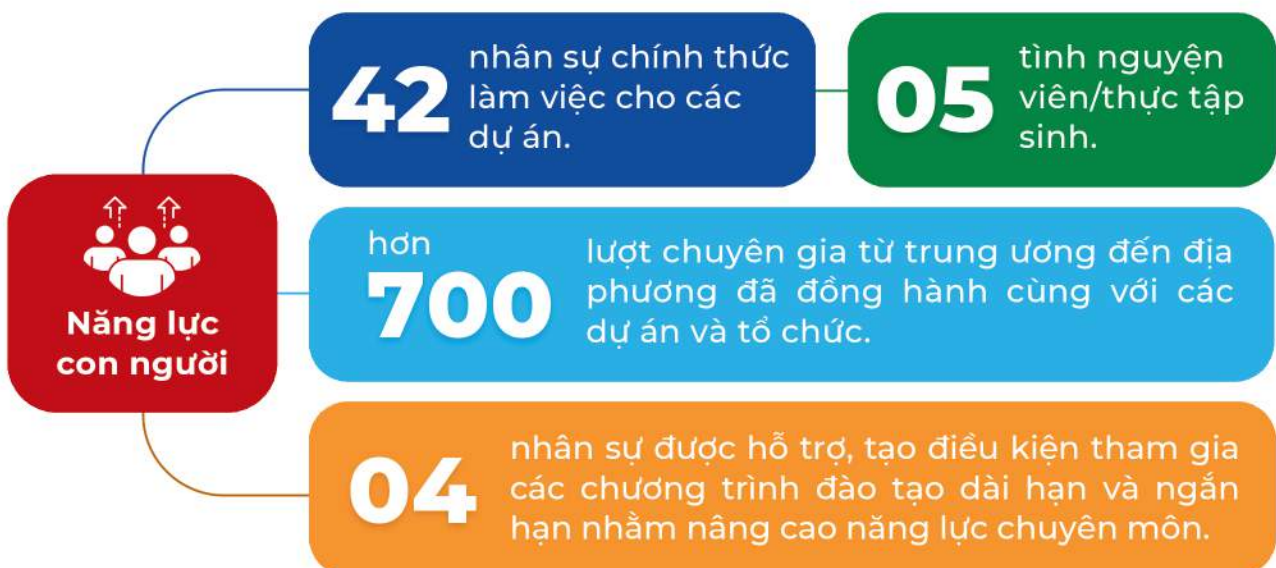 42
nhân sự chính thức
làm việc cho các
dự án.
05
tình nguyện
viên/thực tập
sinh.
Năng lực
con người
hơn
700
lượt chuyên gia từ trung ương đến địa
phương đã đồng hành cùng với các
dự án và tổ chức.
04
nhân sự được hỗ trợ, tạo điều kiện tham gia
các chương trình đào tạo dài hạn và ngắn
hạn nhằm nâng cao năng lực chuyên môn.